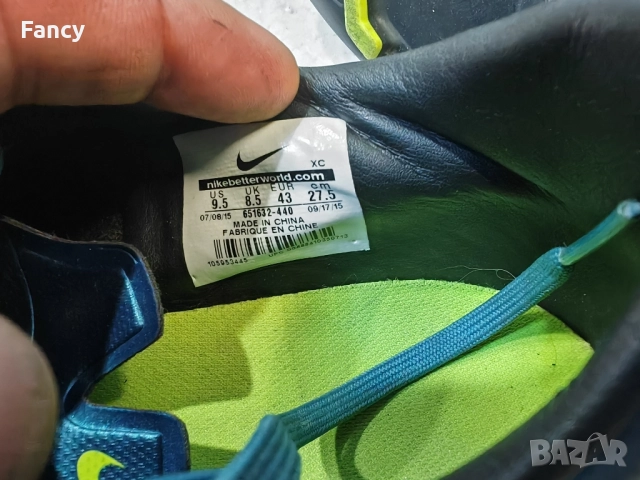 Fancy
XC
nikebetterworld.com
US UK - EUR cm
9.5 8.5 43 27.5
07/08/15 651632-440 09/17/15
MADE IN CHINA
FABRIQUE EN CHINE
105953445
BAZAR